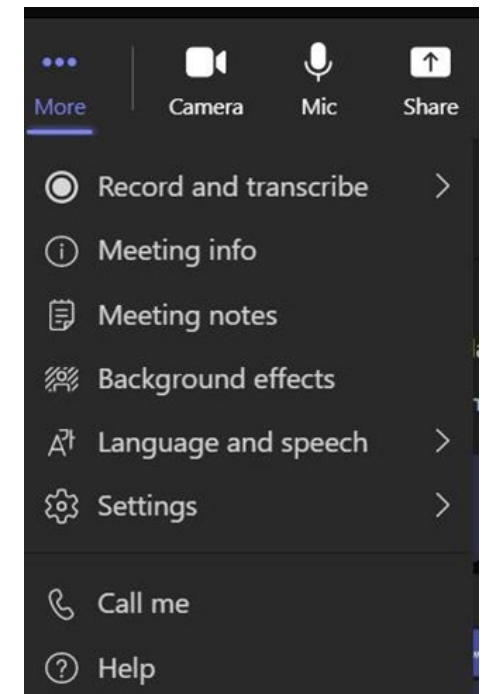 More Camera Mic Share
Record and transcribe
Meeting info
Meeting notes
Background effects
Language and speech
Settings
Call me
Help